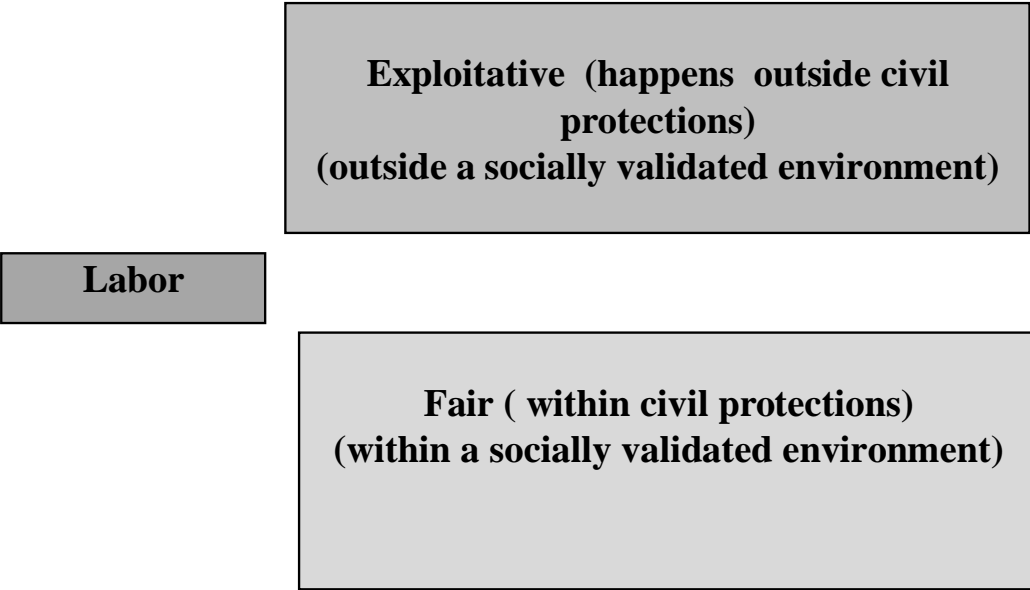 Exploitative  (happens  outside civil
protections)
(outside a socially validated environment)
Labor
Fair ( within civil protections)
(within a socially validated environment)